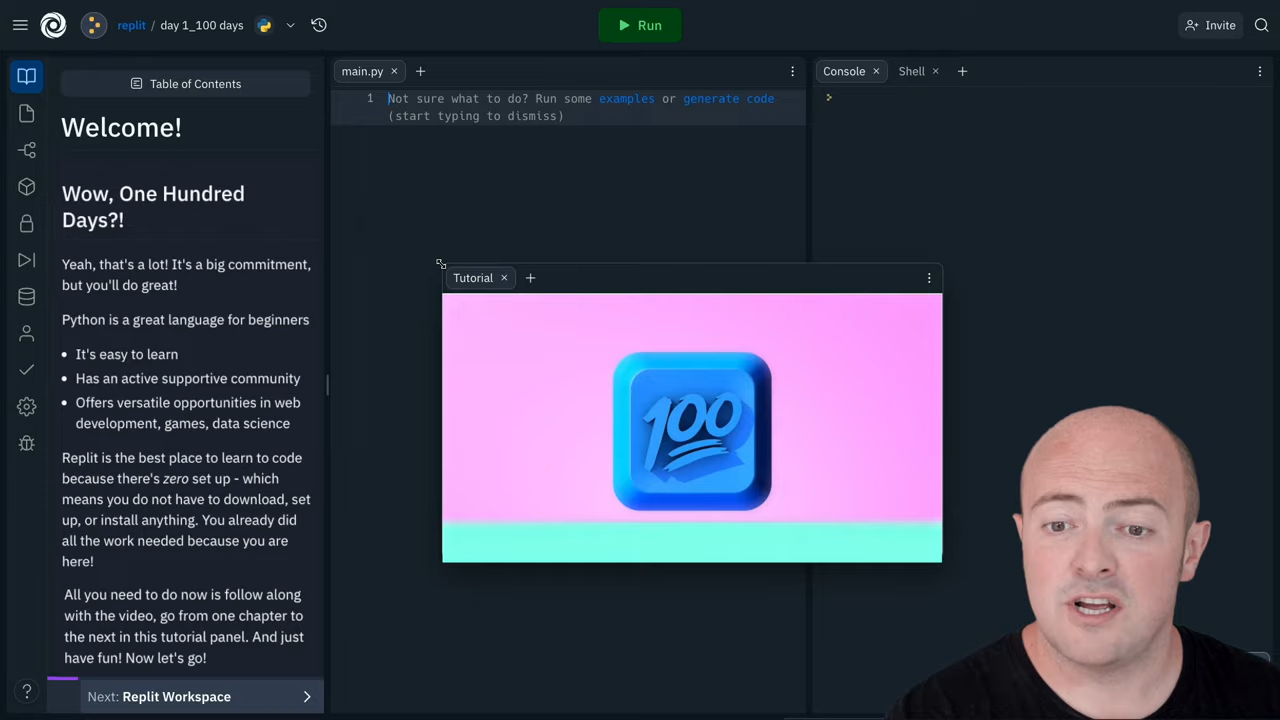 replit / day 1_100 days
Run
Invite
Table of Contents
Welcome!
Wow, One Hundred
Days?!
Yeah, that's a lot! It's a big commitment,
but you'll do great!
Python is a great language for beginners
It's easy to learn
Has an active supportive community
Offers versatile opportunities in web
development, games, data science
Replit is the best place to learn to code
because there's zero set up - which
means you do not have to download, set
up, or install anything. You already did
all the work needed because you are
here!
All you need to do now is follow along
with the video, go from one chapter to
the next in this tutorial panel. And just
have fun! Now let's go!
Next: Replit Workspace
main.py
1 Not sure what to do? Run some examples or generate code
(start typing to dismiss)
Tutorial
100
Console
Shell